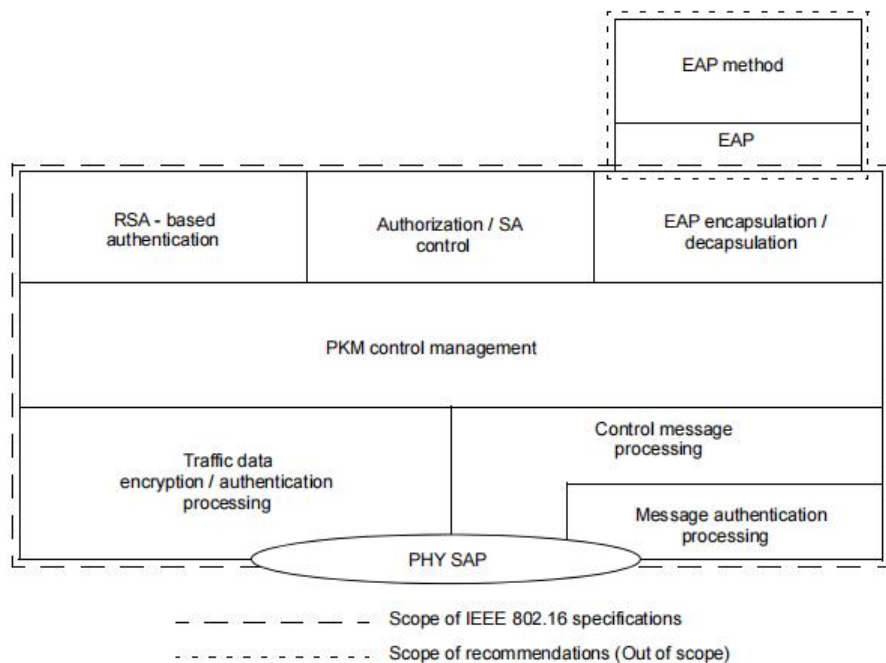 EAP method
EAP
RSA - based
authentication
Authorization / SA
control
EAP encapsulation /
decapsulation
PKM control management
Traffic data
encryption / authentication
processing
Control message
processing
Message authentication
processing
PHY SAP
Scope of IEEE 802.16 specifications
Scope of recommendations (Out of scope)